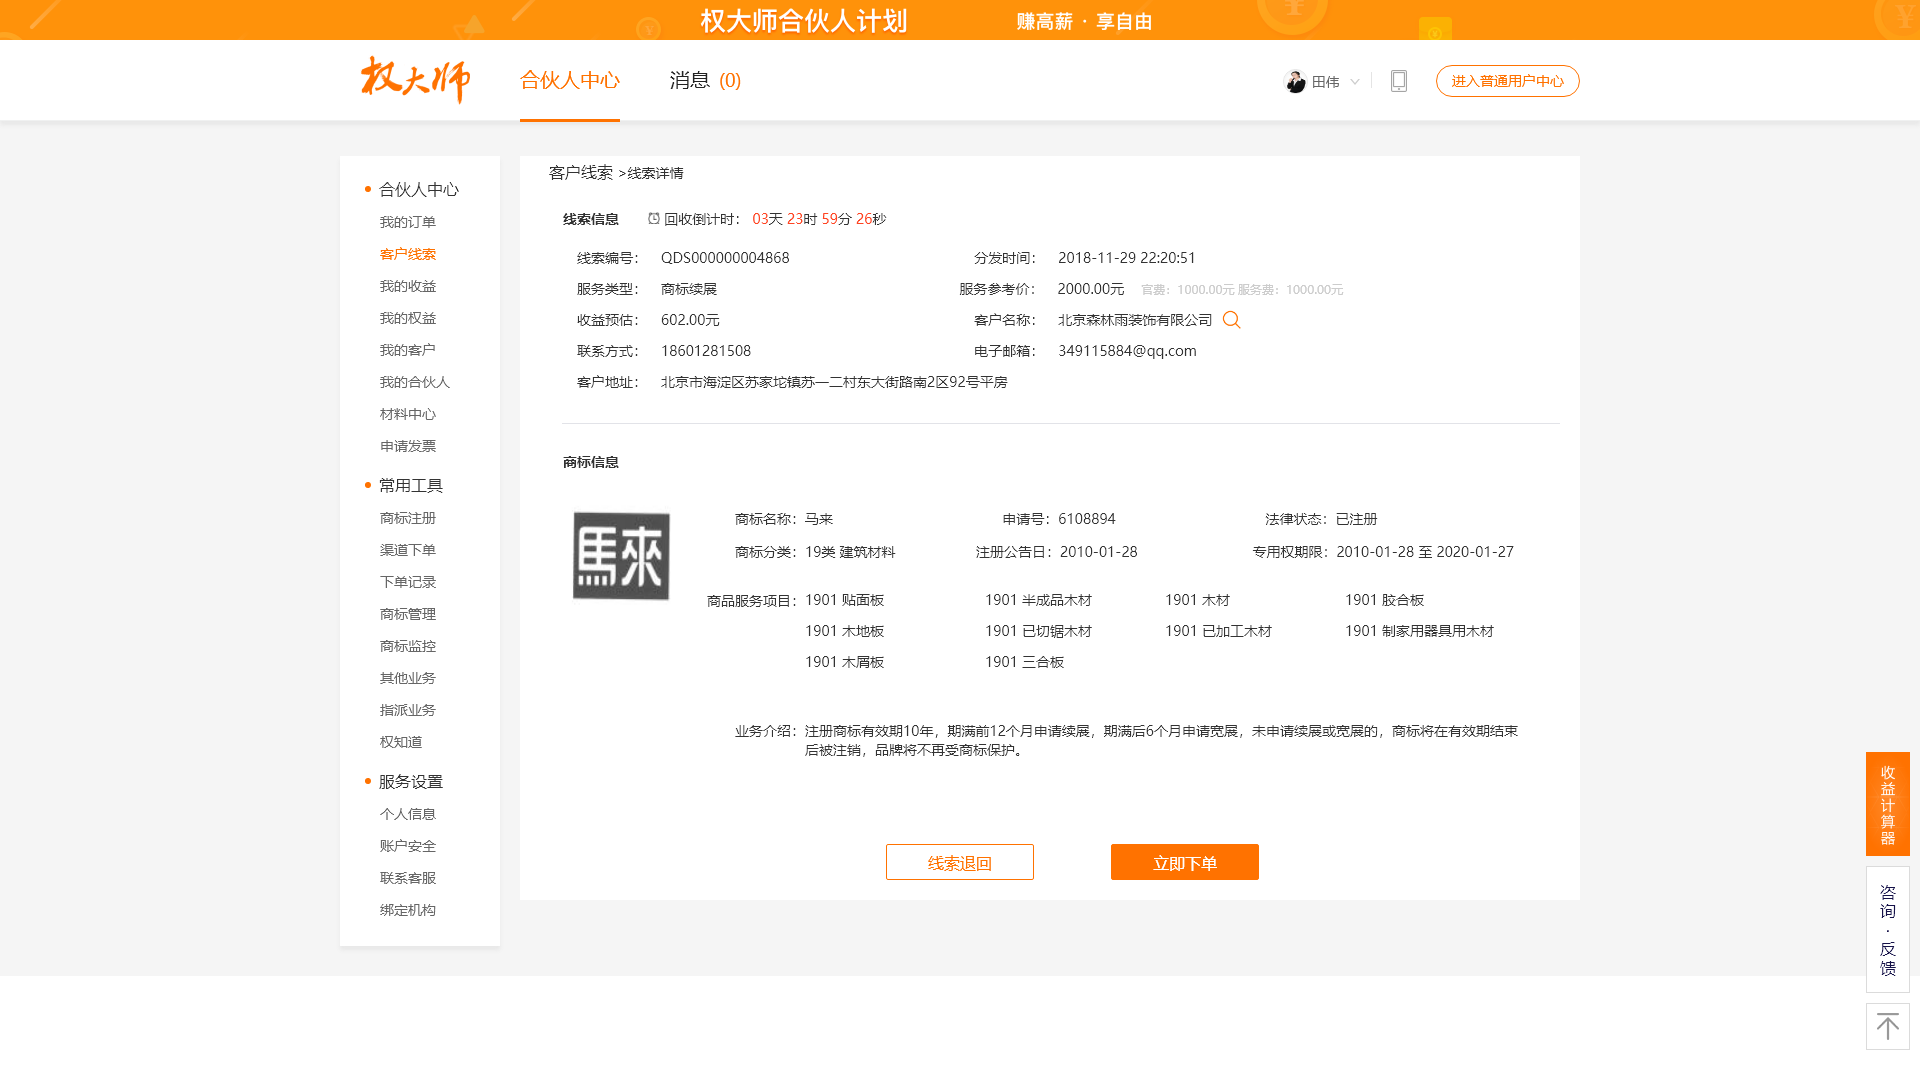 权大师合伙人计划 赚高薪 · 享自由
权大师 合伙人中心 消息 (0) 田伟 进入普通用户中心
合伙人中心
我的订单
客户线索
我的收益
我的权益
我的客户
我的合伙人
材料中心
申请发票
常用工具
商标注册
渠道下单
下单记录
商标管理
商标监控
其他业务
指派业务
权知道
服务设置
个人信息
账户安全
联系客服
绑定机构
客户线索 >线索详情
线索信息 回收倒计时： 03天 23时 59分 26秒
线索编号： QDS000000004868 分发时间： 2018-11-29 22:20:51
服务类型： 商标续展 服务参考价： 2000.00元 官费：1000.00元 服务费：1000.00元
收益预估： 602.00元 客户名称： 北京森林雨装饰有限公司
联系方式： 18601281508 电子邮箱： 349115884@qq.com
客户地址： 北京市海淀区苏家坨镇苏一二村东大街路南2区92号平房
商标信息
馬來
商标名称：马来 申请号：6108894 法律状态：已注册
商标分类：19类 建筑材料 注册公告日：2010-01-28 专用权期限：2010-01-28 至 2020-01-27
商品服务项目：1901 贴面板 1901 半成品木材 1901 木材 1901 胶合板
1901 木地板 1901 已切锯木材 1901 已加工木材 1901 制家用器具用木材
1901 木屑板 1901 三合板
业务介绍：注册商标有效期10年，期满前12个月申请续展，期满后6个月申请宽展，未申请续展或宽展的，商标将在有效期结束
后被注销，品牌将不再受商标保护。
线索退回 立即下单
收益计算器
咨询·反馈